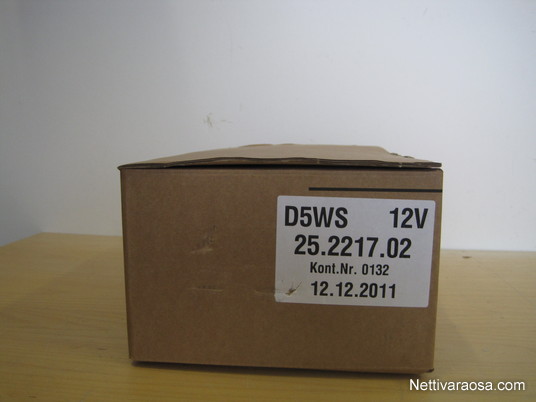 D5WS 12V
25.2217.02
Kont.Nr. 0132
12.12.2011
Nettivaraosa.com